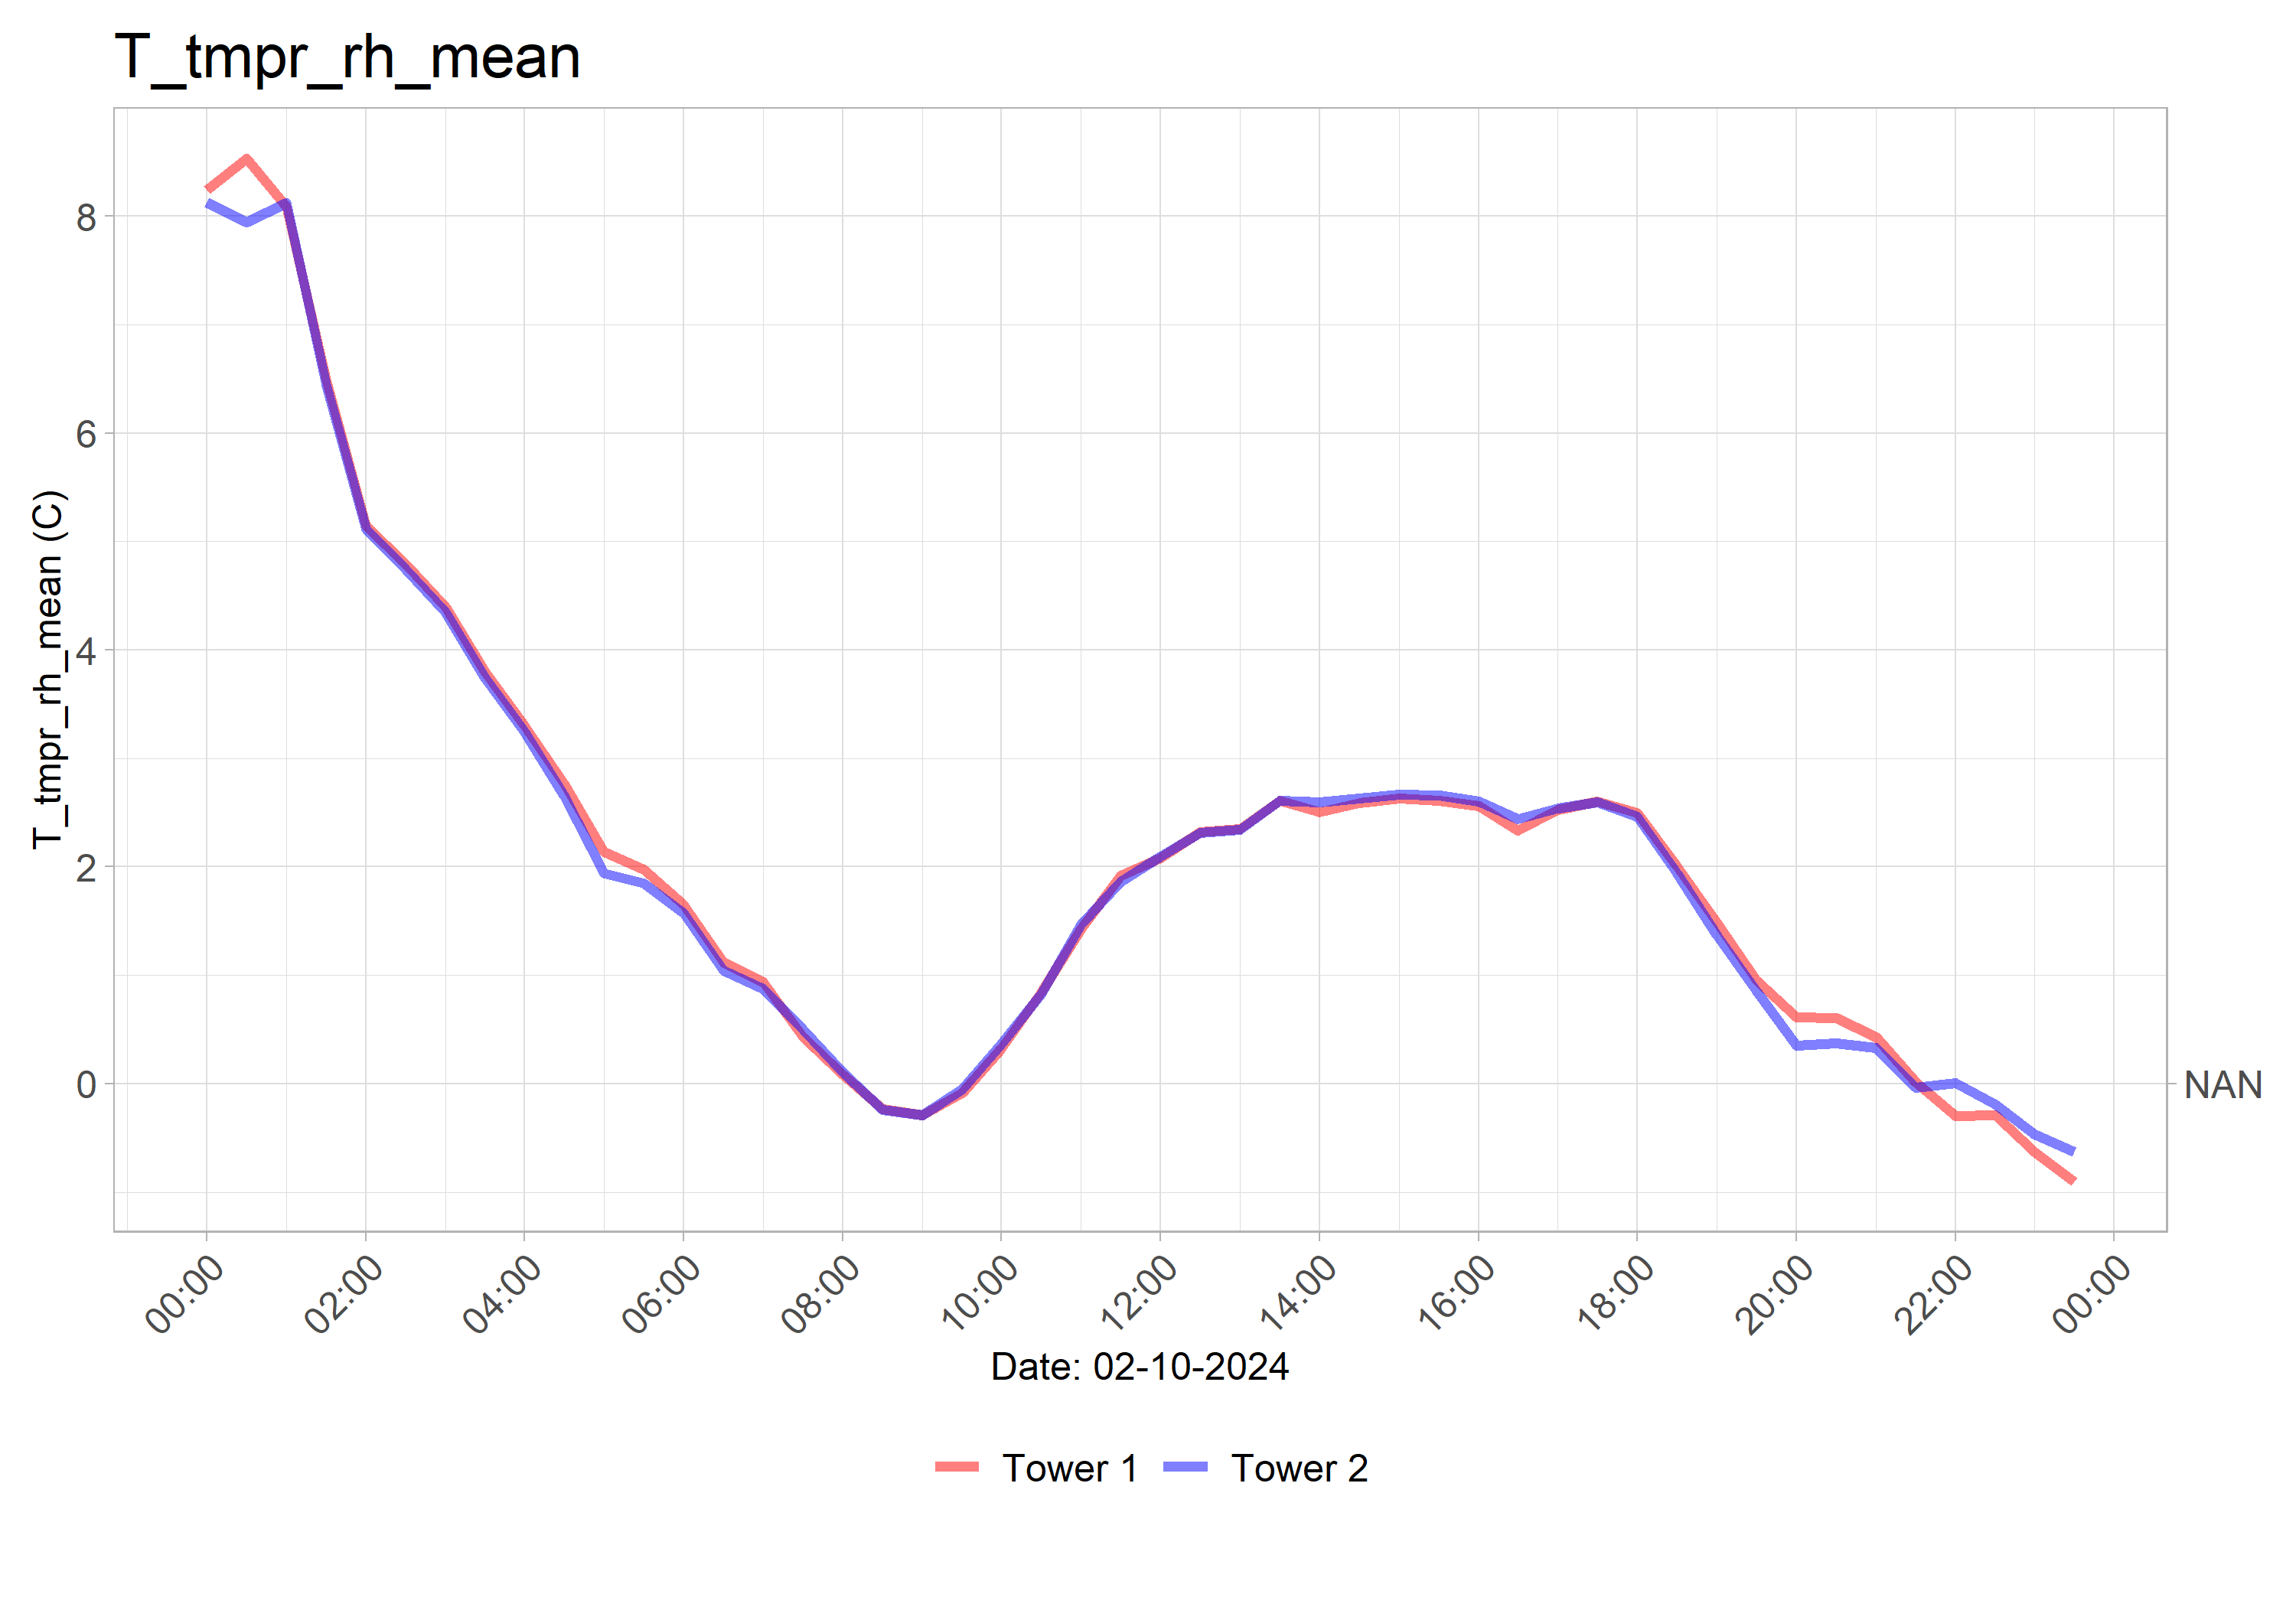 T_tmpr_rh_mean
T_tmpr_rh_mean (C)
8
6
4
2
0
NAN
00:00 02:00 04:00 06:00 08:00 10:00 12:00 14:00 16:00 18:00 20:00 22:00 00:00
Date: 02-10-2024
Tower 1 Tower 2